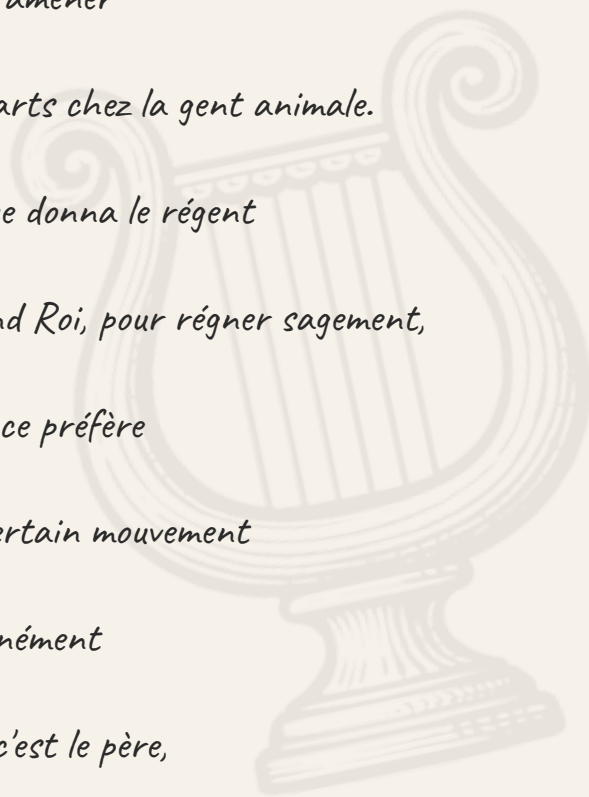 amener
arts chez la gent animale.
e donna le régent
nd Roi, pour régner sagement,
ce préfère
ertain mouvement
nément
c'est le père,